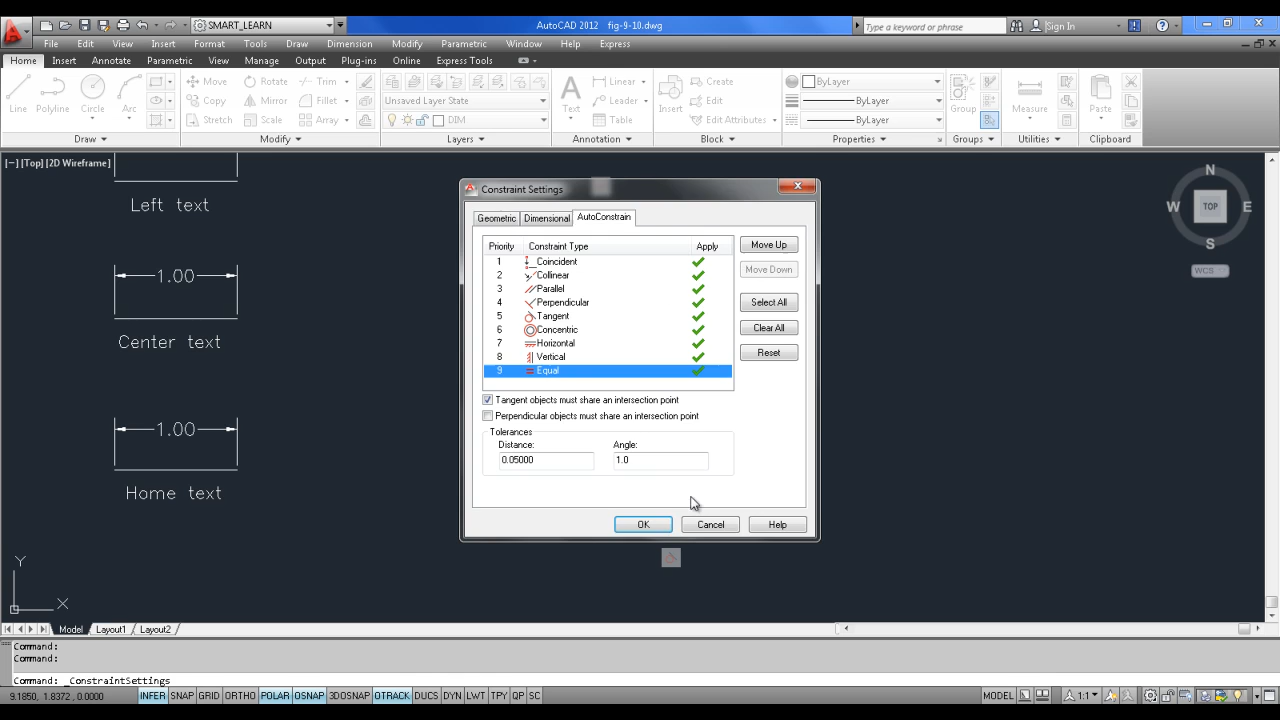 SMART_LEARN
AutoCAD 2012 fig-9-10.dwg
Type a keyword or phrase
Sign In
File Edit View Insert Format Tools Draw Dimension Modify Parametric Window Help Express
Home Insert Annotate Parametric View Manage Output Plug-ins Online Express Tools
Line Polyline Circle Arc
Move Rotate Trim
Copy Mirror Fillet
Stretch Scale Array
Unsaved Layer State
DIM
Text Linear
Leader
Table
Insert Create
Edit
Edit Attributes
ByLayer
ByLayer
ByLayer
Group Measure Paste
Draw Modify Layers Annotation Block Properties Groups Utilities Clipboard
[−][Top][2D Wireframe]
Left text
1.00
Center text
1.00
Home text
Y
X
N
W TOP E
S
WCS
Constraint Settings
Geometric Dimensional AutoConstrain
Priority Constraint Type Apply
1 Coincident
2 Collinear
3 Parallel
4 Perpendicular
5 Tangent
6 Concentric
7 Horizontal
8 Vertical
9 Equal
Move Up
Move Down
Select All
Clear All
Reset
Tangent objects must share an intersection point
Perpendicular objects must share an intersection point
Tolerances
Distance: Angle:
0.05000 1.0
OK Cancel Help
Model Layout1 Layout2
Command:
Command:
Command: _ConstraintSettings
9.1850, 1.8372, 0.0000 INFER SNAP GRID ORTHO POLAR OSNAP 3DOSNAP OTRACK DUCS DYN LWT TPY QP SC MODEL 1:1